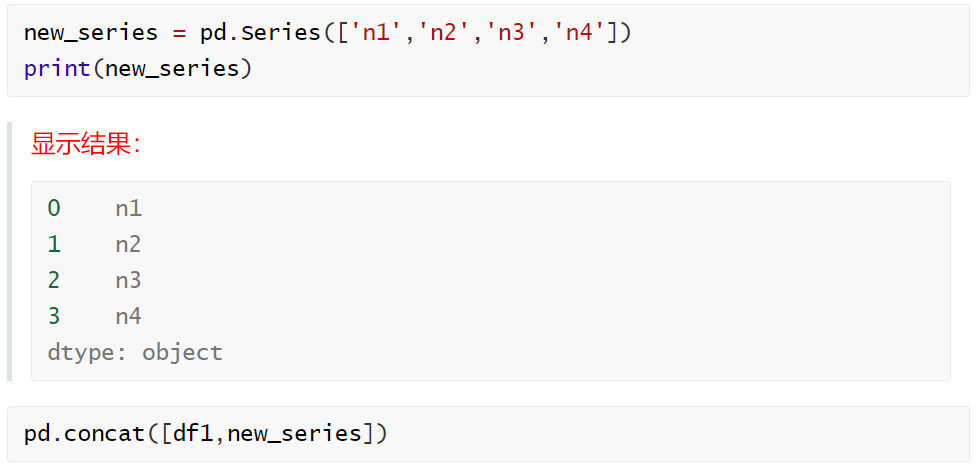 new_series = pd.Series(['n1','n2','n3','n4'])
print(new_series)
显示结果：
0    n1
1    n2
2    n3
3    n4
dtype: object
pd.concat([df1,new_series])